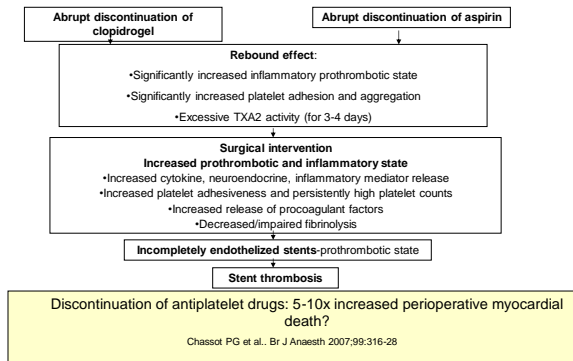 Abrupt discontinuation of
clopidrogel
Abrupt discontinuation of aspirin
Rebound effect:
•Significantly increased inflammatory prothrombotic state
•Significantly increased platelet adhesion and aggregation
•Excessive TXA2 activity (for 3-4 days)
Surgical intervention
Increased prothrombotic and inflammatory state
•Increased cytokine, neuroendocrine, inflammatory mediator release
•Increased platelet adhesiveness and persistently high platelet counts
•Increased release of procoagulant factors
•Decreased/impaired fibrinolysis
Incompletely endothelized stents-prothrombotic state
Stent thrombosis
Discontinuation of antiplatelet drugs: 5-10x increased perioperative myocardial
death?
Chassot PG et al.. Br J Anaesth 2007;99:316-28